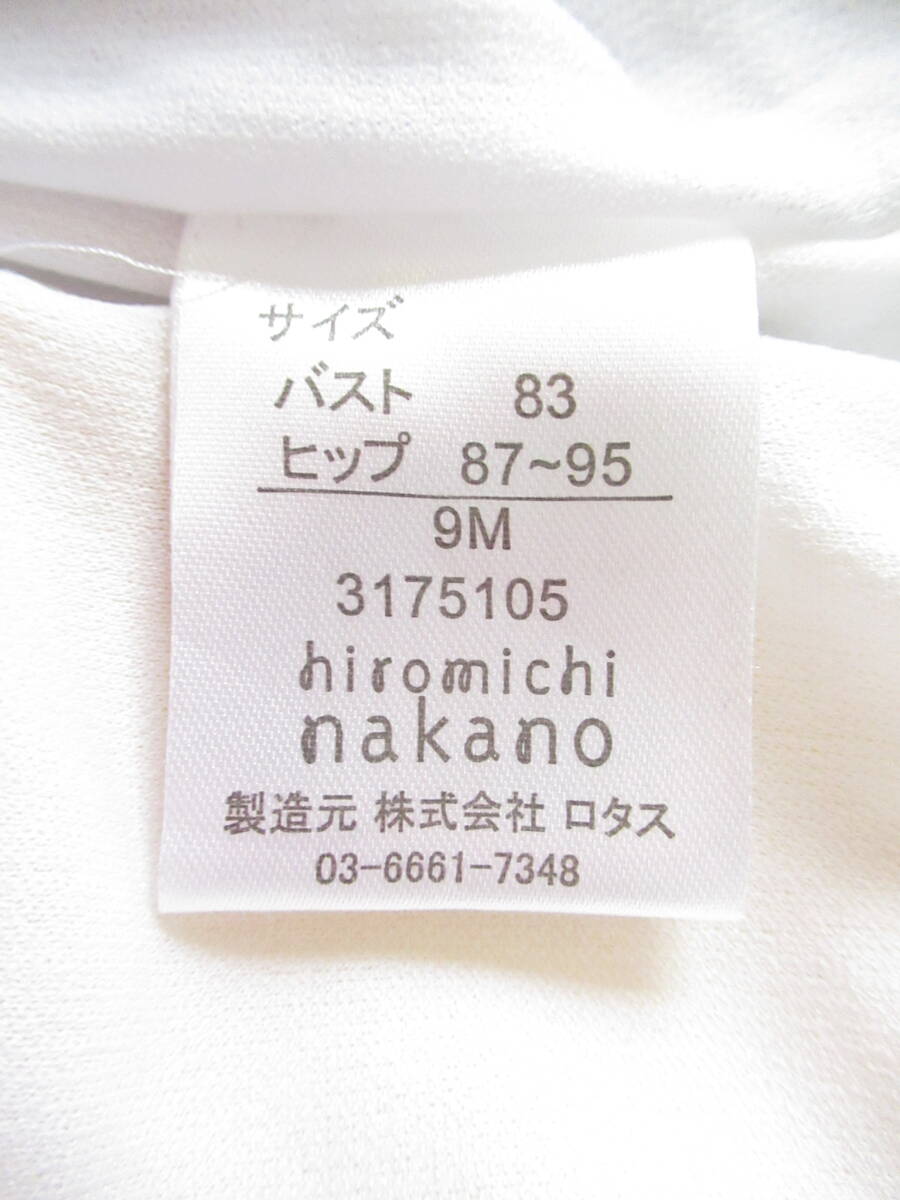 サイズ
バスト 83
ヒップ 87~95
9M
3175105
hiromichi
nakano
製造元 株式会社 ロタス
03-6661-7348